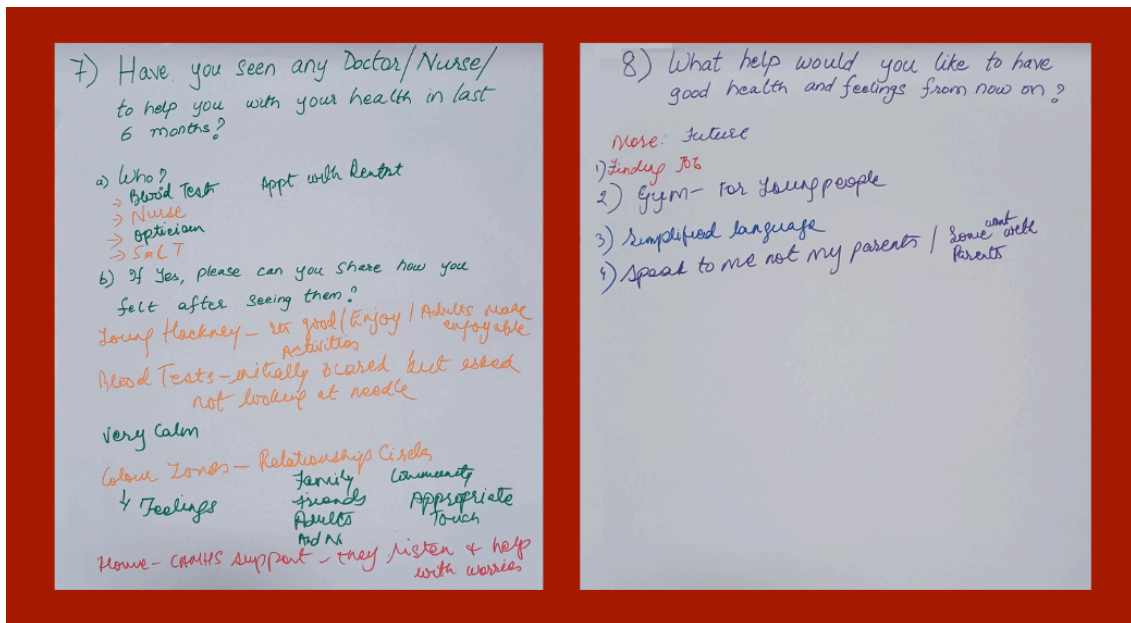 7) Have you seen any Doctor/Nurse/
to help you with your health in last
6 months?
a) Who?
→ Blood Test Appt with Dentist
→ Nurse
→ Optician
→ SaLT
b) If Yes, please can you share how you
felt after seeing them?
Young Hackney – good/Enjoy/Adults make
Activities enjoyable
Blood Tests – initially scared but asked
not looking at needle
Very Calm
Colour Zones – Relationship Circles
↳ Feelings Family Community
Friends Appropriate
Adults Touch
Home – CAMHS support – they listen & help
with worries
8) What help would you like to have
good health and feelings from now on?
More: Future
1) Finding Job
2) Gym – For Young people
3) Simplified language
4) Speak to me not my parents / Some want with
Parents